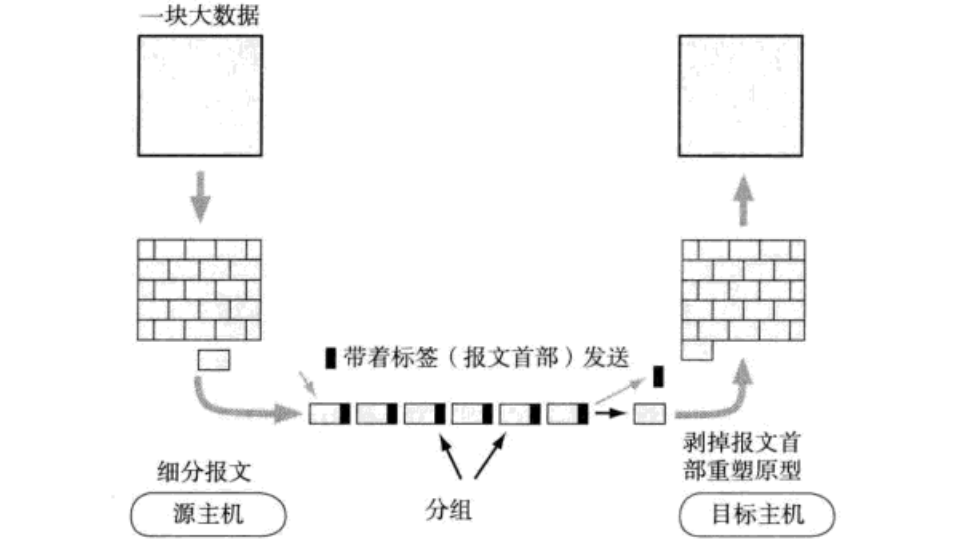 一块大数据
带着标签（报文首部）发送
细分报文
源主机
分组
剥掉报文首
部重塑原型
目标主机